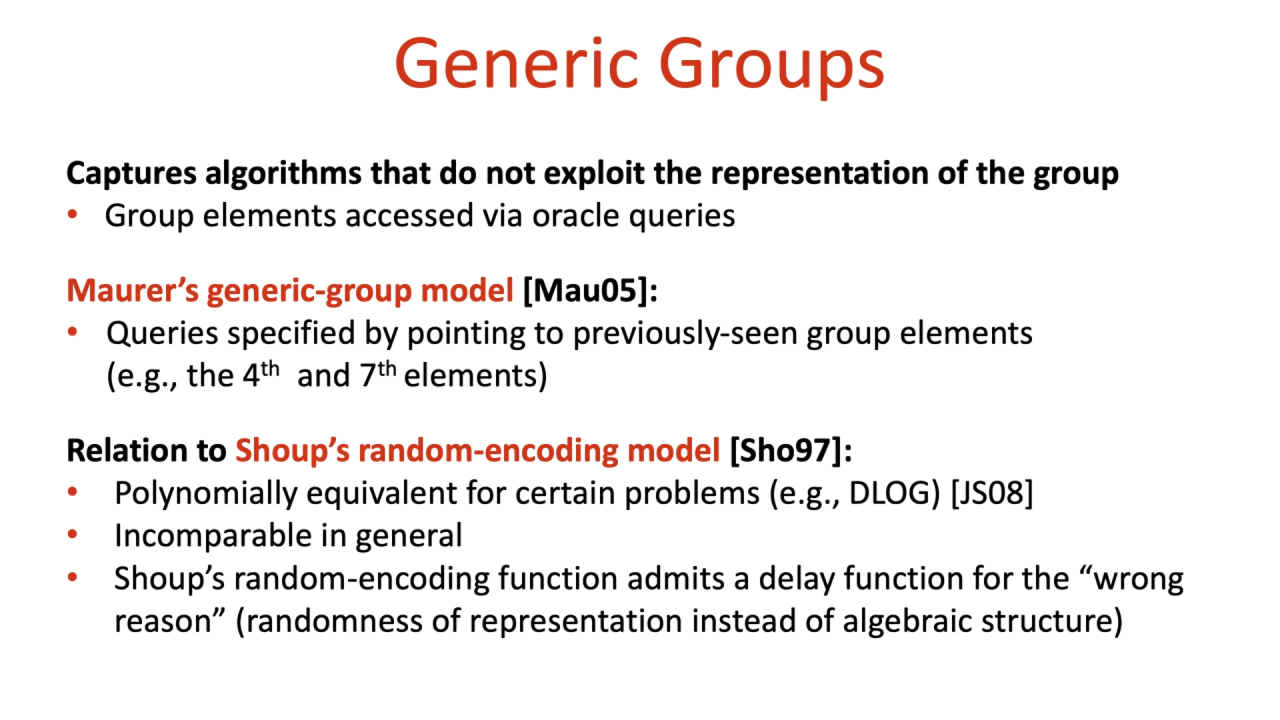 Generic Groups
Captures algorithms that do not exploit the representation of the group
• Group elements accessed via oracle queries
Maurer’s generic-group model [Mau05]:
• Queries specified by pointing to previously-seen group elements
(e.g., the 4th and 7th elements)
Relation to Shoup’s random-encoding model [Sho97]:
• Polynomially equivalent for certain problems (e.g., DLOG) [JS08]
• Incomparable in general
• Shoup’s random-encoding function admits a delay function for the “wrong
reason” (randomness of representation instead of algebraic structure)